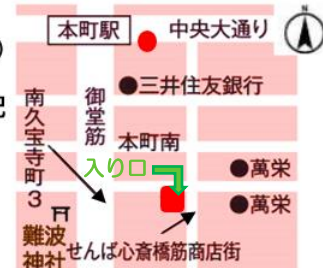 本町駅
中央大通り
N
)
三井住友銀行
南久宝寺町3
御堂筋
本町南
入り口
萬栄
萬栄
難波
神社
せんば心斎橋筋商店街